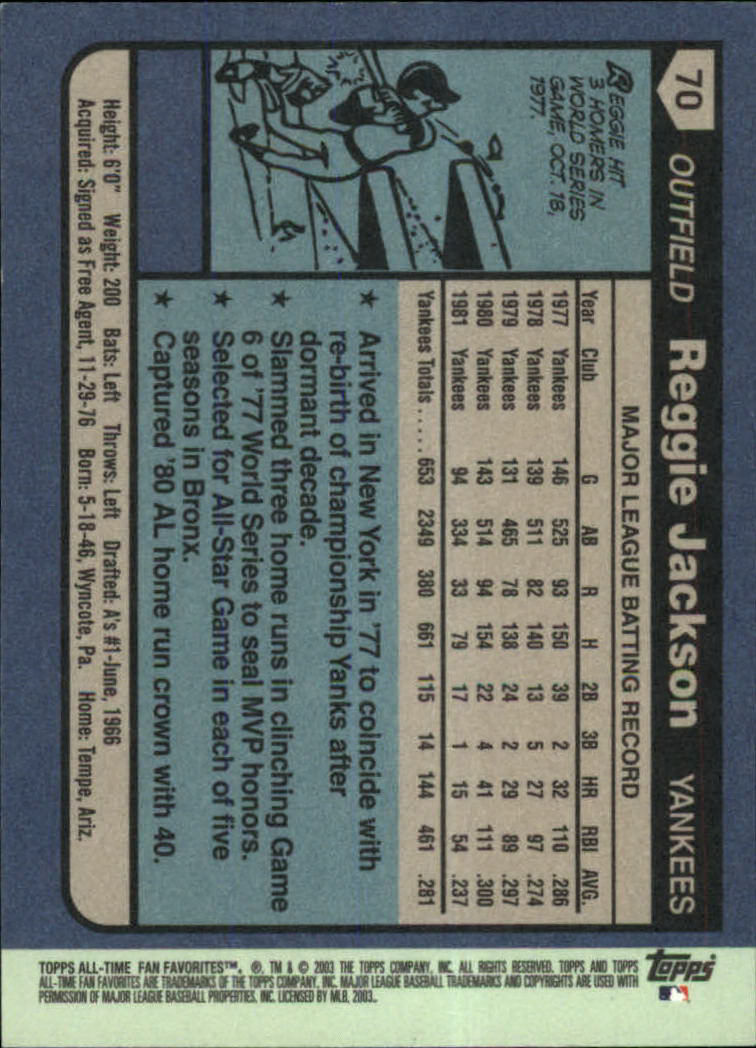 70 OUTFIELD Reggie Jackson YANKEES
REGGIE HIT
3 HOMERS IN
WORLD SERIES
GAME, OCT. 18,
1977.
MAJOR LEAGUE BATTING RECORD
Year Club G AB R H 2B 3B HR RBI AVG.
1977 Yankees 146 525 93 150 39 2 32 110 .286
1978 Yankees 139 511 82 140 13 5 27 97 .274
1979 Yankees 131 465 78 138 24 2 29 89 .297
1980 Yankees 143 514 94 154 22 4 41 111 .300
1981 Yankees 94 334 33 79 17 1 15 54 .237
Yankees Totals..... 653 2349 380 661 115 14 144 461 .281
★ Arrived in New York in '77 to coincide with
re-birth of championship Yanks after
dormant decade.
★ Slammed three home runs in clinching Game
6 of '77 World Series to seal MVP honors.
★ Selected for All-Star Game in each of five
seasons in Bronx.
★ Captured '80 AL home run crown with 40.
Height: 6'0" Weight: 200 Bats: Left Throws: Left Drafted: A's #1-June, 1966
Acquired: Signed as Free Agent, 11-29-76 Born: 5-18-46, Wyncote, Pa. Home: Tempe, Ariz.
Topps
TOPPS ALL-TIME FAN FAVORITES™. ®, TM & © 2003 THE TOPPS COMPANY, INC. ALL RIGHTS RESERVED. TOPPS AND TOPPS
ALL-TIME FAN FAVORITES ARE TRADEMARKS OF THE TOPPS COMPANY, INC. MAJOR LEAGUE BASEBALL TRADEMARKS AND COPYRIGHTS ARE USED WITH
PERMISSION OF MAJOR LEAGUE BASEBALL PROPERTIES, INC. LICENSED BY MLB, 2003.